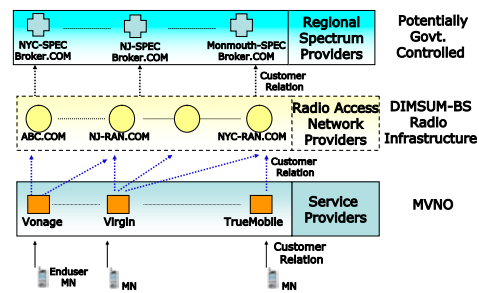 NYC-SPEC
Broker.COM
NJ-SPEC
Broker.COM
Monmouth-SPEC
Broker.COM
Regional
Spectrum
Providers
Potentially
Govt.
Controlled
Customer
Relation
ABC.COM
NJ-RAN.COM
NYC-RAN.COM
Radio Access
Network
Providers
DIMSUM-BS
Radio
Infrastructure
Customer
Relation
Vonage
Virgin
TrueMobile
Service
Providers
MVNO
Customer
Relation
Enduser
MN
MN
MN